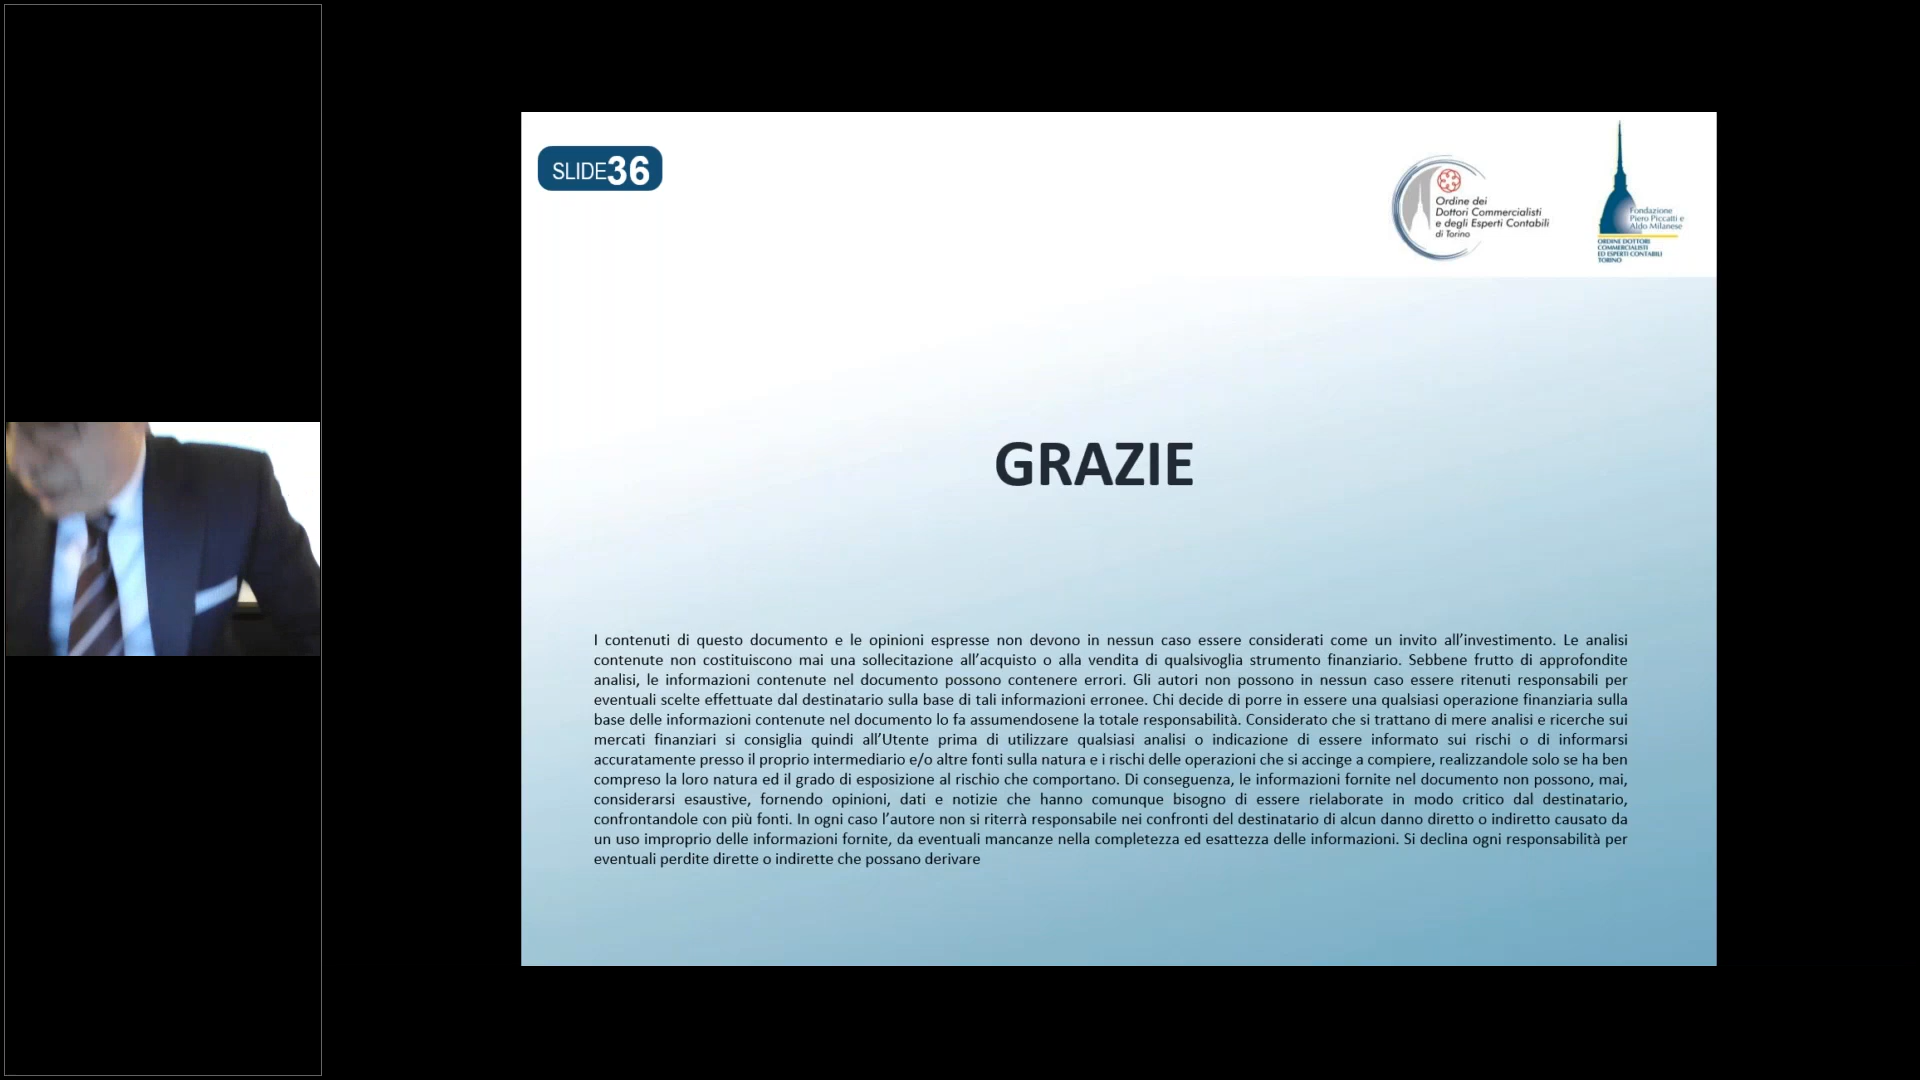 SLIDE36
Ordine dei
Dottori Commercialisti
e degli Esperti Contabili
di Torino
Fondazione
Piero Piccatti e
Aldo Milanese
ORDINE DOTTORI
COMMERCIALISTI
ED ESPERTI CONTABILI
TORINO
GRAZIE
I contenuti di questo documento e le opinioni espresse non devono in nessun caso essere considerati come un invito all’investimento. Le analisi
contenute non costituiscono mai una sollecitazione all’acquisto o alla vendita di qualsivoglia strumento finanziario. Sebbene frutto di approfondite
analisi, le informazioni contenute nel documento possono contenere errori. Gli autori non possono in nessun caso essere ritenuti responsabili per
eventuali scelte effettuate dal destinatario sulla base di tali informazioni erronee. Chi decide di porre in essere una qualsiasi operazione finanziaria sulla
base delle informazioni contenute nel documento lo fa assumendosene la totale responsabilità. Considerato che si trattano di mere analisi e ricerche sui
mercati finanziari si consiglia quindi all’Utente prima di utilizzare qualsiasi analisi o indicazione di essere informato sui rischi o di informarsi
accuratamente presso il proprio intermediario e/o altre fonti sulla natura e i rischi delle operazioni che si accinge a compiere, realizzandole solo se ha ben
compreso la loro natura ed il grado di esposizione al rischio che comportano. Di conseguenza, le informazioni fornite nel documento non possono, mai,
considerarsi esaustive, fornendo opinioni, dati e notizie che hanno comunque bisogno di essere rielaborate in modo critico dal destinatario,
confrontandole con più fonti. In ogni caso l’autore non si riterrà responsabile nei confronti del destinatario di alcun danno diretto o indiretto causato da
un uso improprio delle informazioni fornite, da eventuali mancanze nella completezza ed esattezza delle informazioni. Si declina ogni responsabilità per
eventuali perdite dirette o indirette che possano derivare